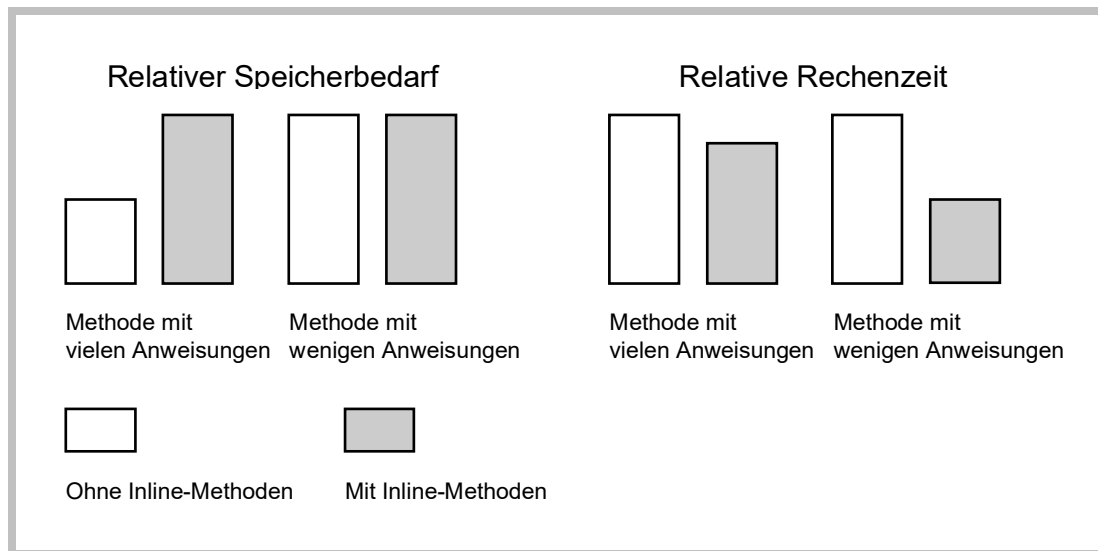 Relativer Speicherbedarf
Relative Rechenzeit
Methode mit
vielen Anweisungen
Methode mit
wenigen Anweisungen
Methode mit
vielen Anweisungen
Methode mit
wenigen Anweisungen
Ohne Inline-Methoden
Mit Inline-Methoden